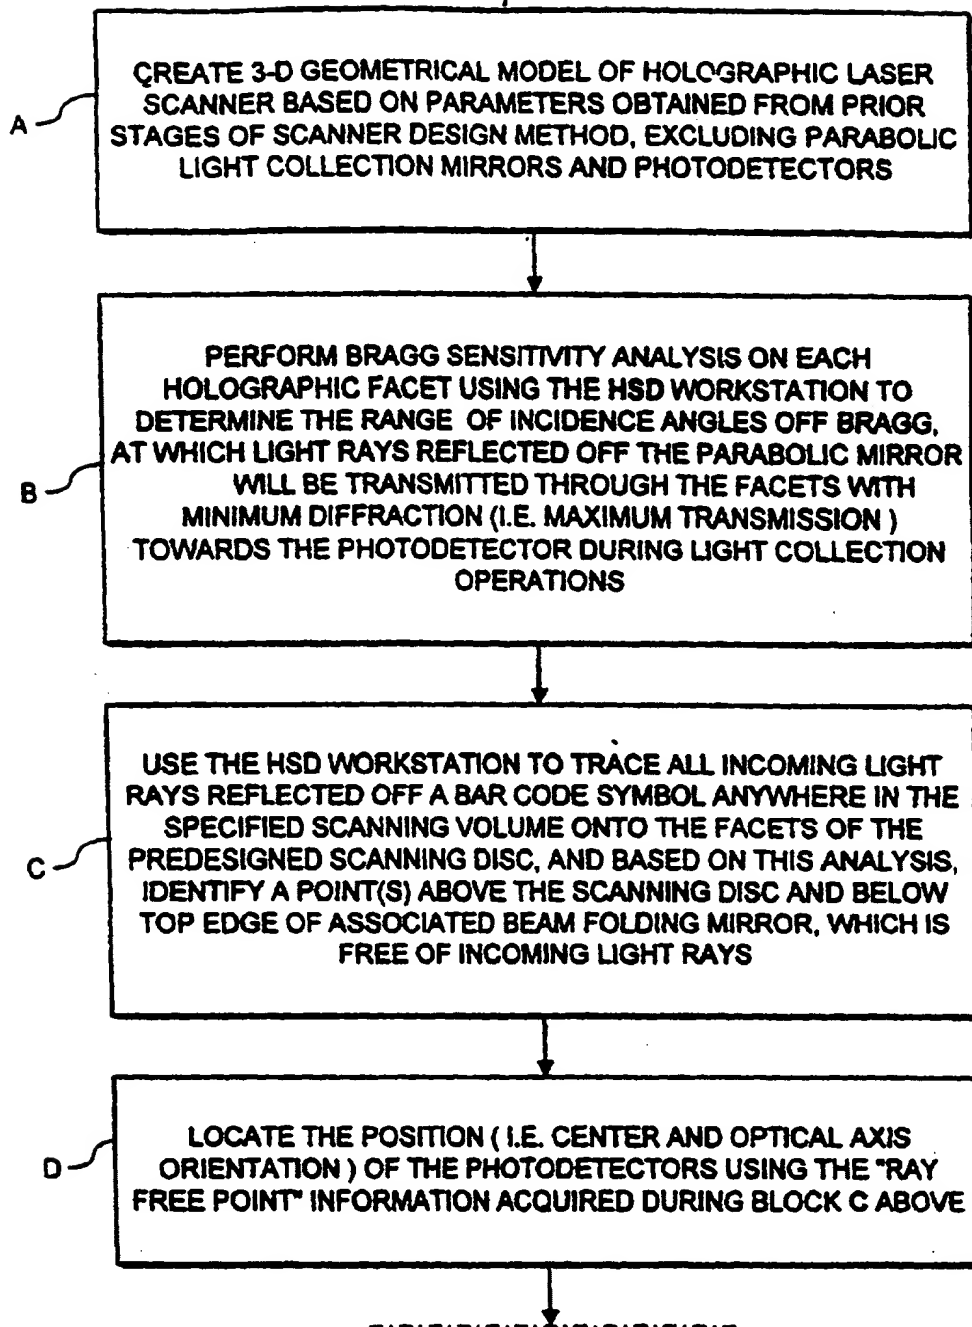 CREATE 3-D GEOMETRICAL MODEL OF HOLOGRAPHIC LASER
SCANNER BASED ON PARAMETERS OBTAINED FROM PRIOR
STAGES OF SCANNER DESIGN METHOD, EXCLUDING PARABOLIC
LIGHT COLLECTION MIRRORS AND PHOTODETECTORS
A
PERFORM BRAGG SENSITIVITY ANALYSIS ON EACH
HOLOGRAPHIC FACET USING THE HSD WORKSTATION TO
DETERMINE THE RANGE OF INCIDENCE ANGLES OFF BRAGG,
AT WHICH LIGHT RAYS REFLECTED OFF THE PARABOLIC MIRROR
WILL BE TRANSMITTED THROUGH THE FACETS WITH
MINIMUM DIFFRACTION (I.E. MAXIMUM TRANSMISSION )
TOWARDS THE PHOTODETECTOR DURING LIGHT COLLECTION
OPERATIONS
B
USE THE HSD WORKSTATION TO TRACE ALL INCOMING LIGHT
RAYS REFLECTED OFF A BAR CODE SYMBOL ANYWHERE IN THE
SPECIFIED SCANNING VOLUME ONTO THE FACETS OF THE
PREDESIGNED SCANNING DISC, AND BASED ON THIS ANALYSIS,
IDENTIFY A POINT(S) ABOVE THE SCANNING DISC AND BELOW
TOP EDGE OF ASSOCIATED BEAM FOLDING MIRROR, WHICH IS
FREE OF INCOMING LIGHT RAYS
C
LOCATE THE POSITION ( I.E. CENTER AND OPTICAL AXIS
ORIENTATION ) OF THE PHOTODETECTORS USING THE "RAY
FREE POINT" INFORMATION ACQUIRED DURING BLOCK C ABOVE
D